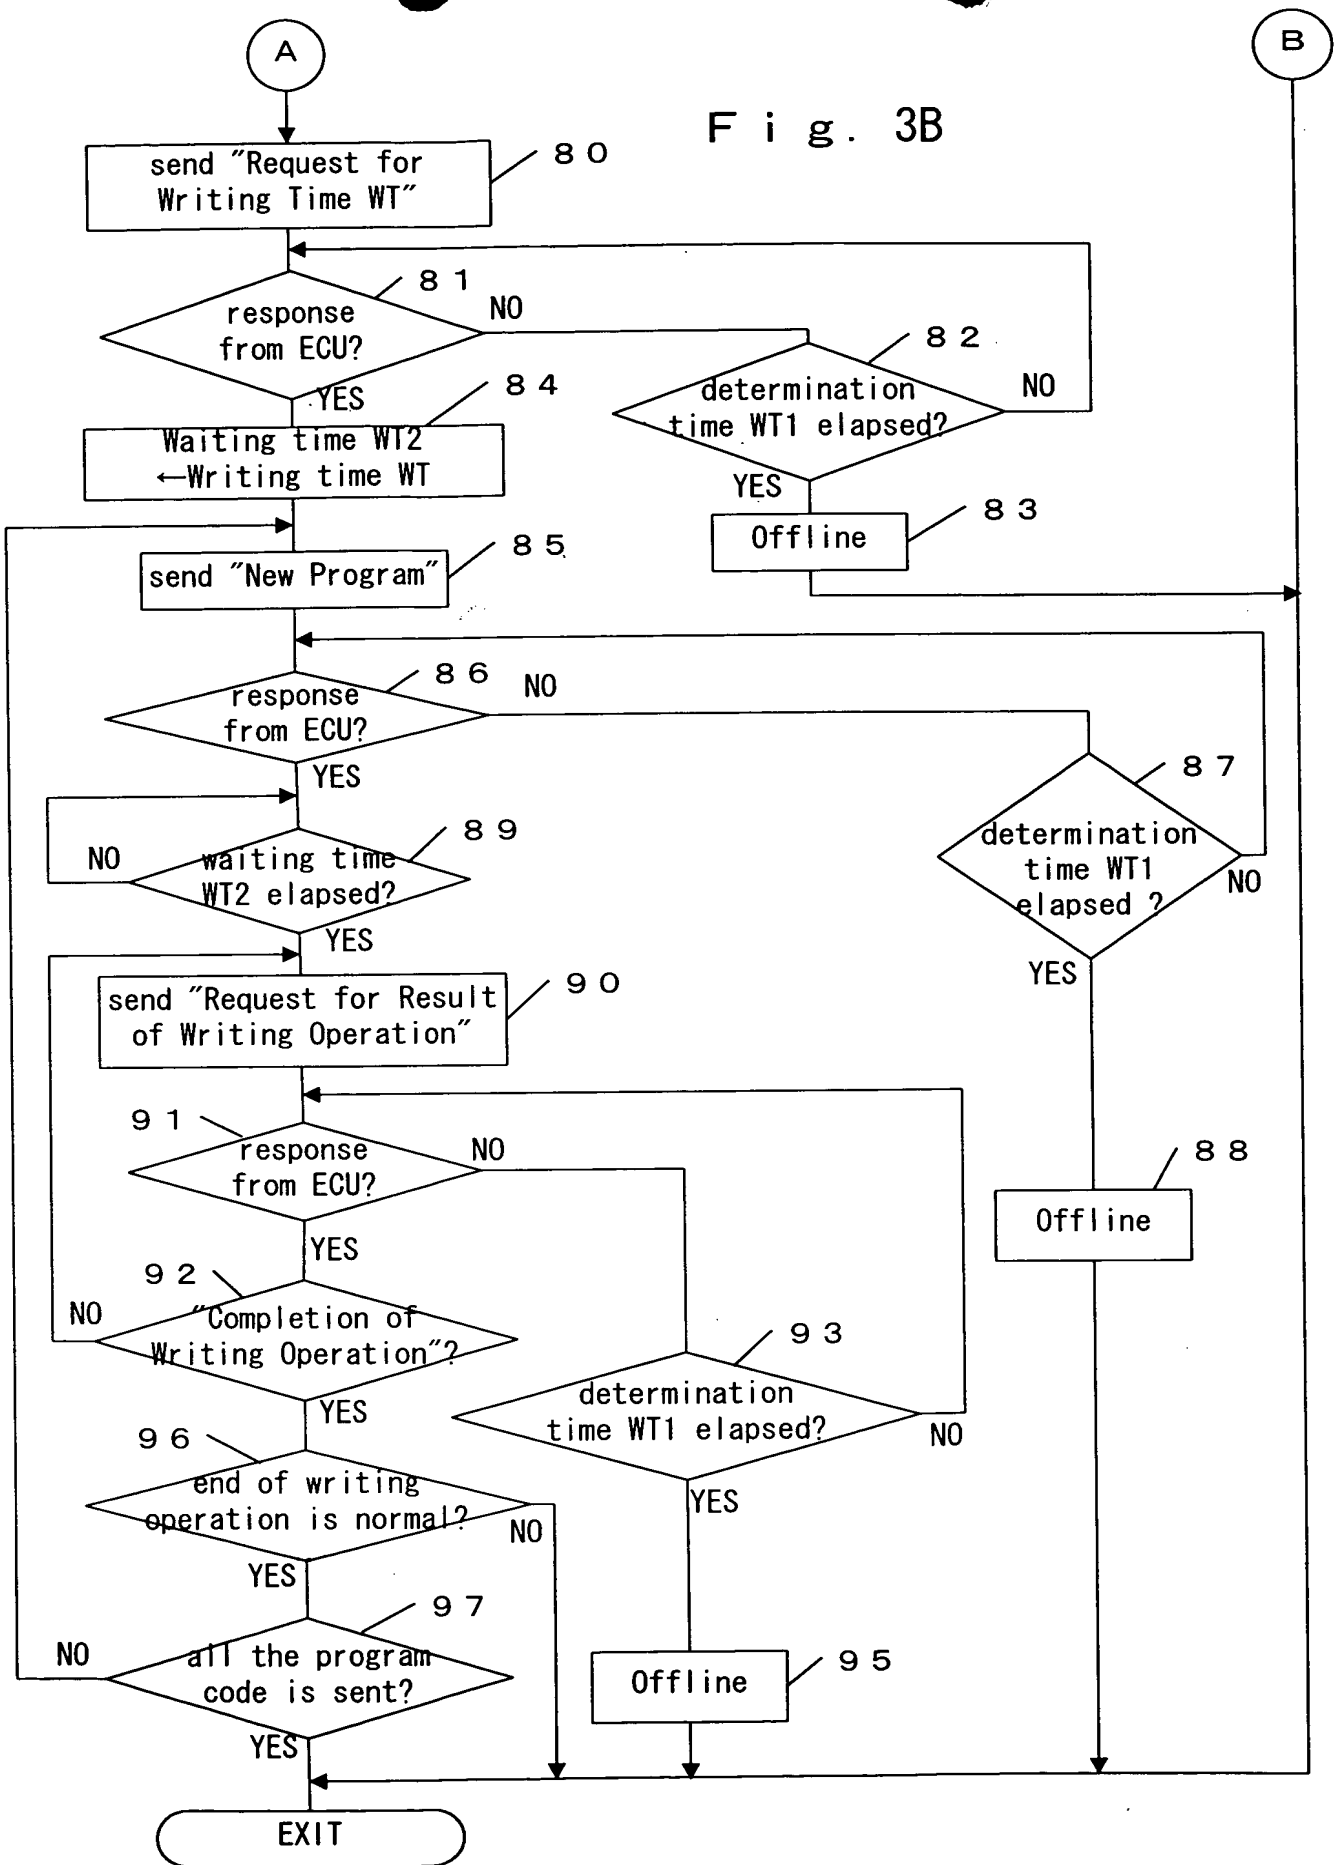 A
B
Fig. 3B
send "Request for
Writing Time WT"
80
response
from ECU?
81
NO
YES
determination
time WT1 elapsed?
82
NO
YES
Waiting time WT2
←Writing time WT
84
Offline
83
send "New Program"
85
response
from ECU?
86
NO
YES
determination
time WT1
elapsed ?
87
NO
YES
waiting time
WT2 elapsed?
89
NO
YES
send "Request for Result
of Writing Operation"
90
response
from ECU?
91
NO
YES
Offline
88
"Completion of
Writing Operation"?
92
NO
YES
determination
time WT1 elapsed?
93
NO
YES
end of writing
operation is normal?
96
NO
YES
all the program
code is sent?
97
NO
YES
Offline
95
EXIT